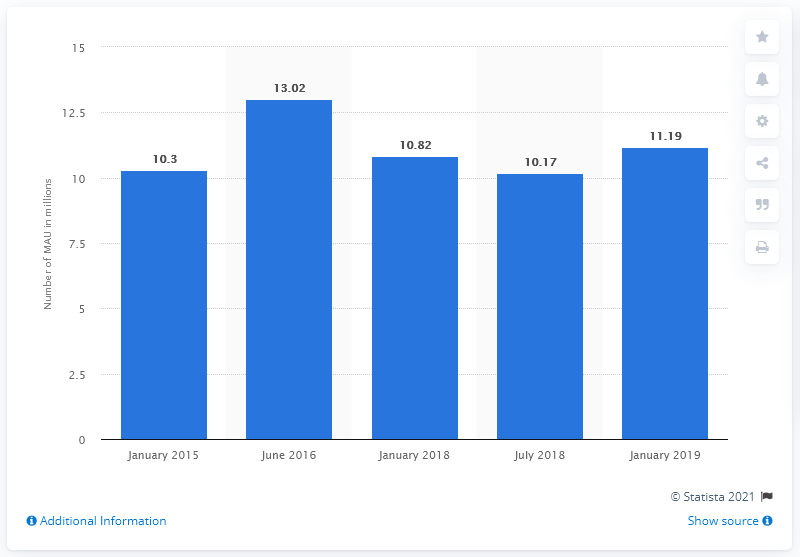 15
12.5
10
7.5
5
2.5
0
Number of MAU in millions
10.3
13.02
10.82
10.17
11.19
January 2015
June 2016
January 2018
July 2018
January 2019
© Statista 2021
Additional Information
Show source